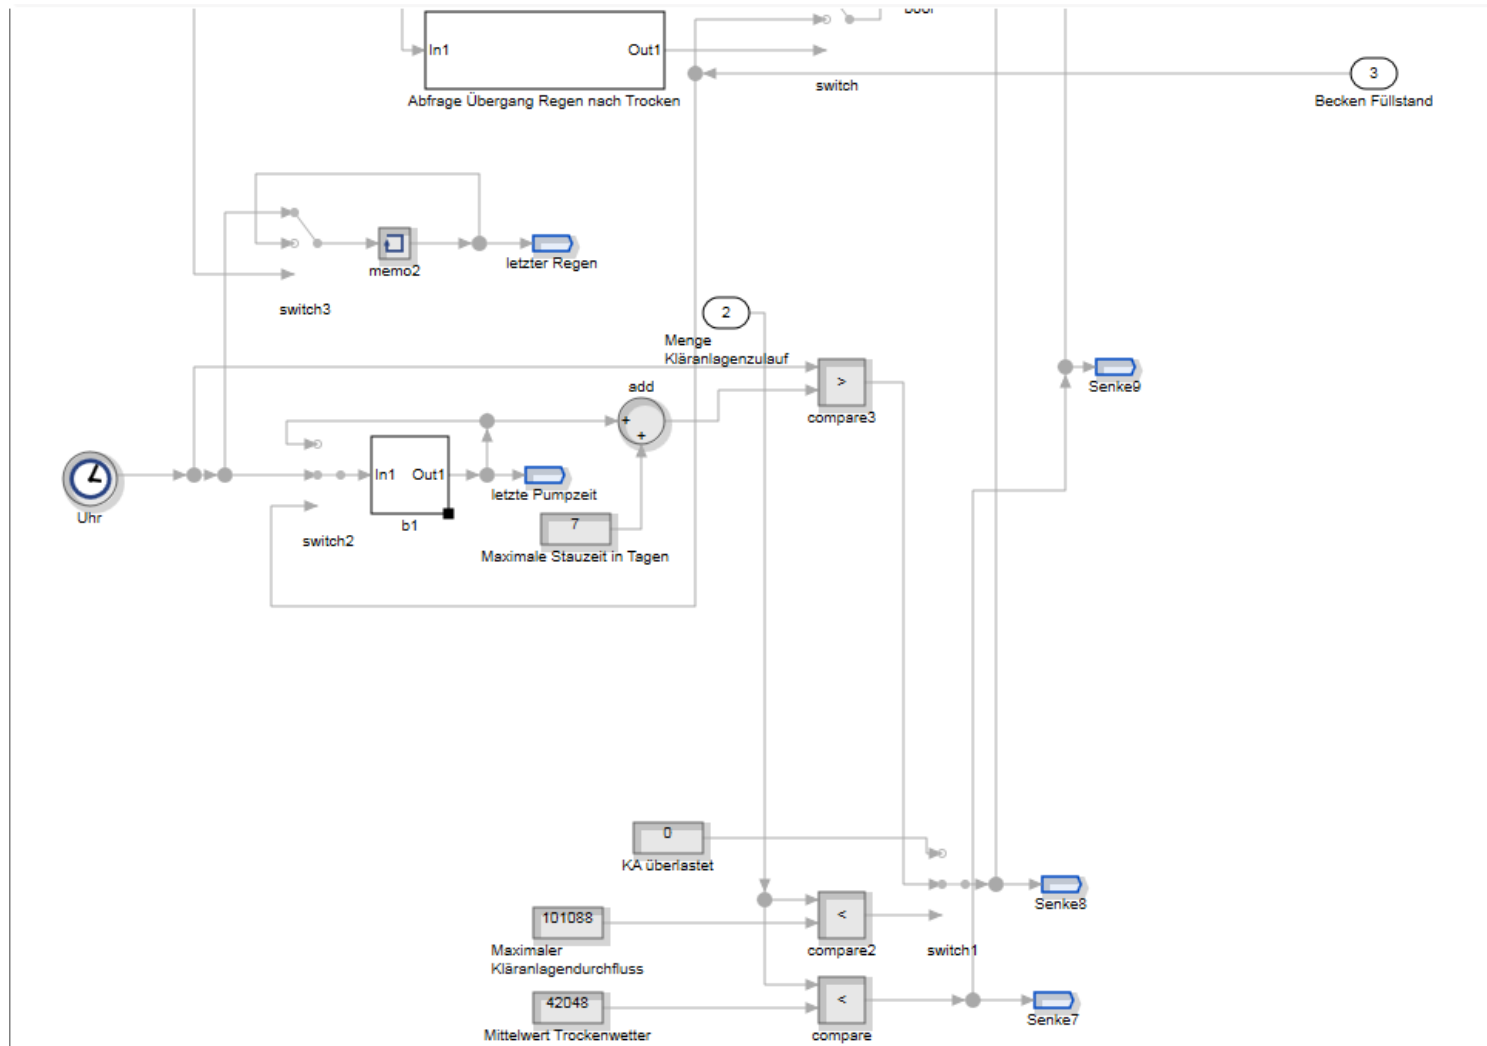 In1
Out1
Abfrage Übergang Regen nach Trocken
switch
3
Becken Füllstand
memo2
letzter Regen
switch3
2
Menge
Kläranlagenzulauf
add
>
compare3
Senke9
+
+
In1
Out1
Uhr
letzte Pumpzeit
b1
switch2
7
Maximale Stauzeit in Tagen
0
KA überlastet
Senke8
101088
<
Maximaler
Kläranlagendurchfluss
compare2
switch1
42048
<
Mittelwert Trockenwetter
compare
Senke7